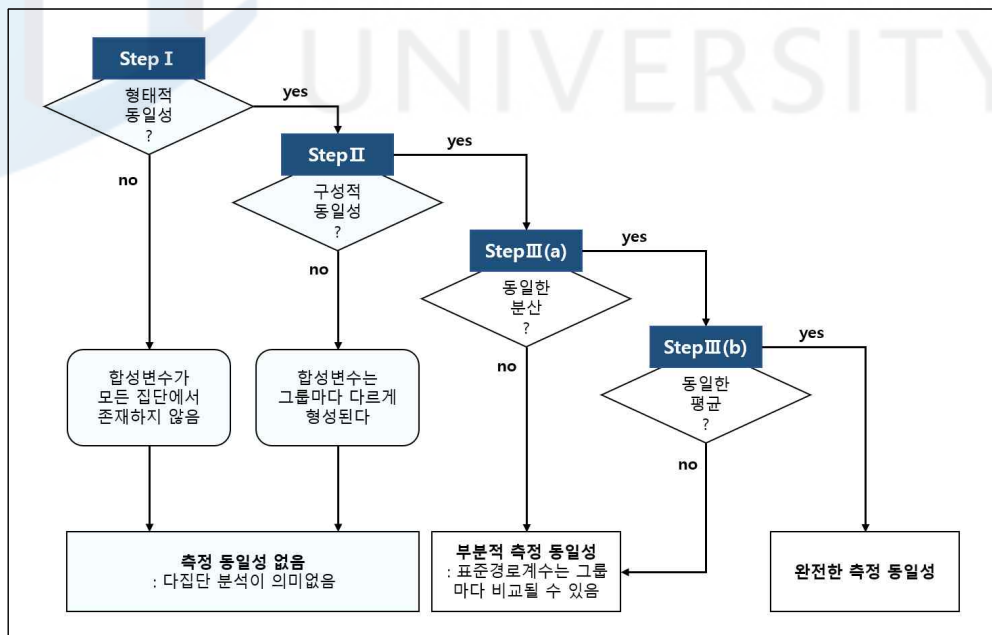 UNIVERSITY
Step Ⅰ
형태적
동일성
?
yes
no
StepⅡ
구성적
동일성
?
yes
no
StepⅢ(a)
동일한
분산
?
yes
no
StepⅢ(b)
동일한
평균
?
yes
no
합성변수가
모든 집단에서
존재하지 않음
합성변수는
그룹마다 다르게
형성된다
측정 동일성 없음
: 다집단 분석이 의미없음
부분적 측정 동일성
: 표준경로계수는 그룹
마다 비교될 수 있음
완전한 측정 동일성